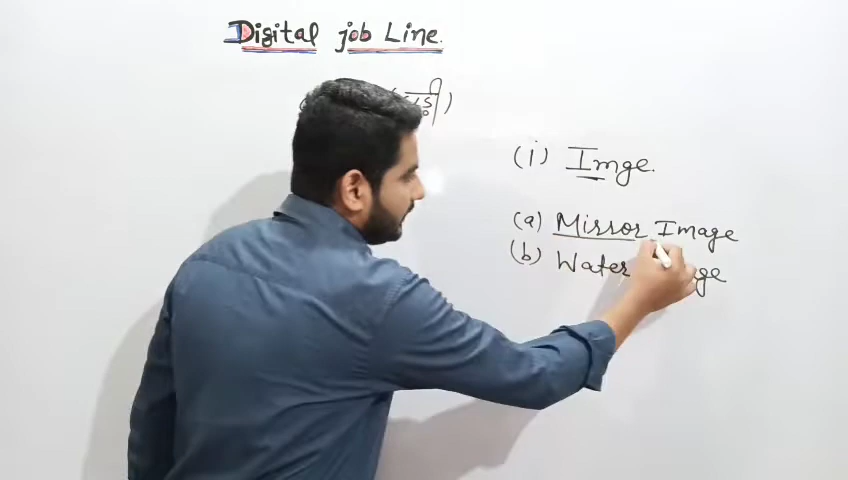 Digital job Line.
(i) Imge.
(a) Mirror Image
(b) Water